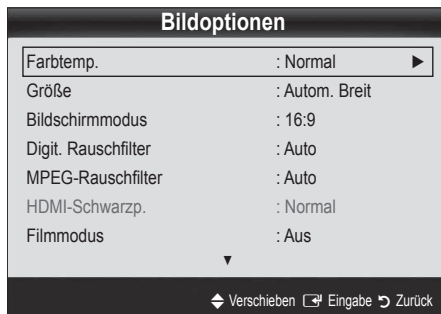 Bildoptionen
Farbtemp. : Normal ►
Größe : Autom. Breit
Bildschirmmodus : 16:9
Digit. Rauschfilter : Auto
MPEG-Rauschfilter : Auto
HDMI-Schwarzp. : Normal
Filmmodus : Aus
▼
Verschieben Eingabe Zurück